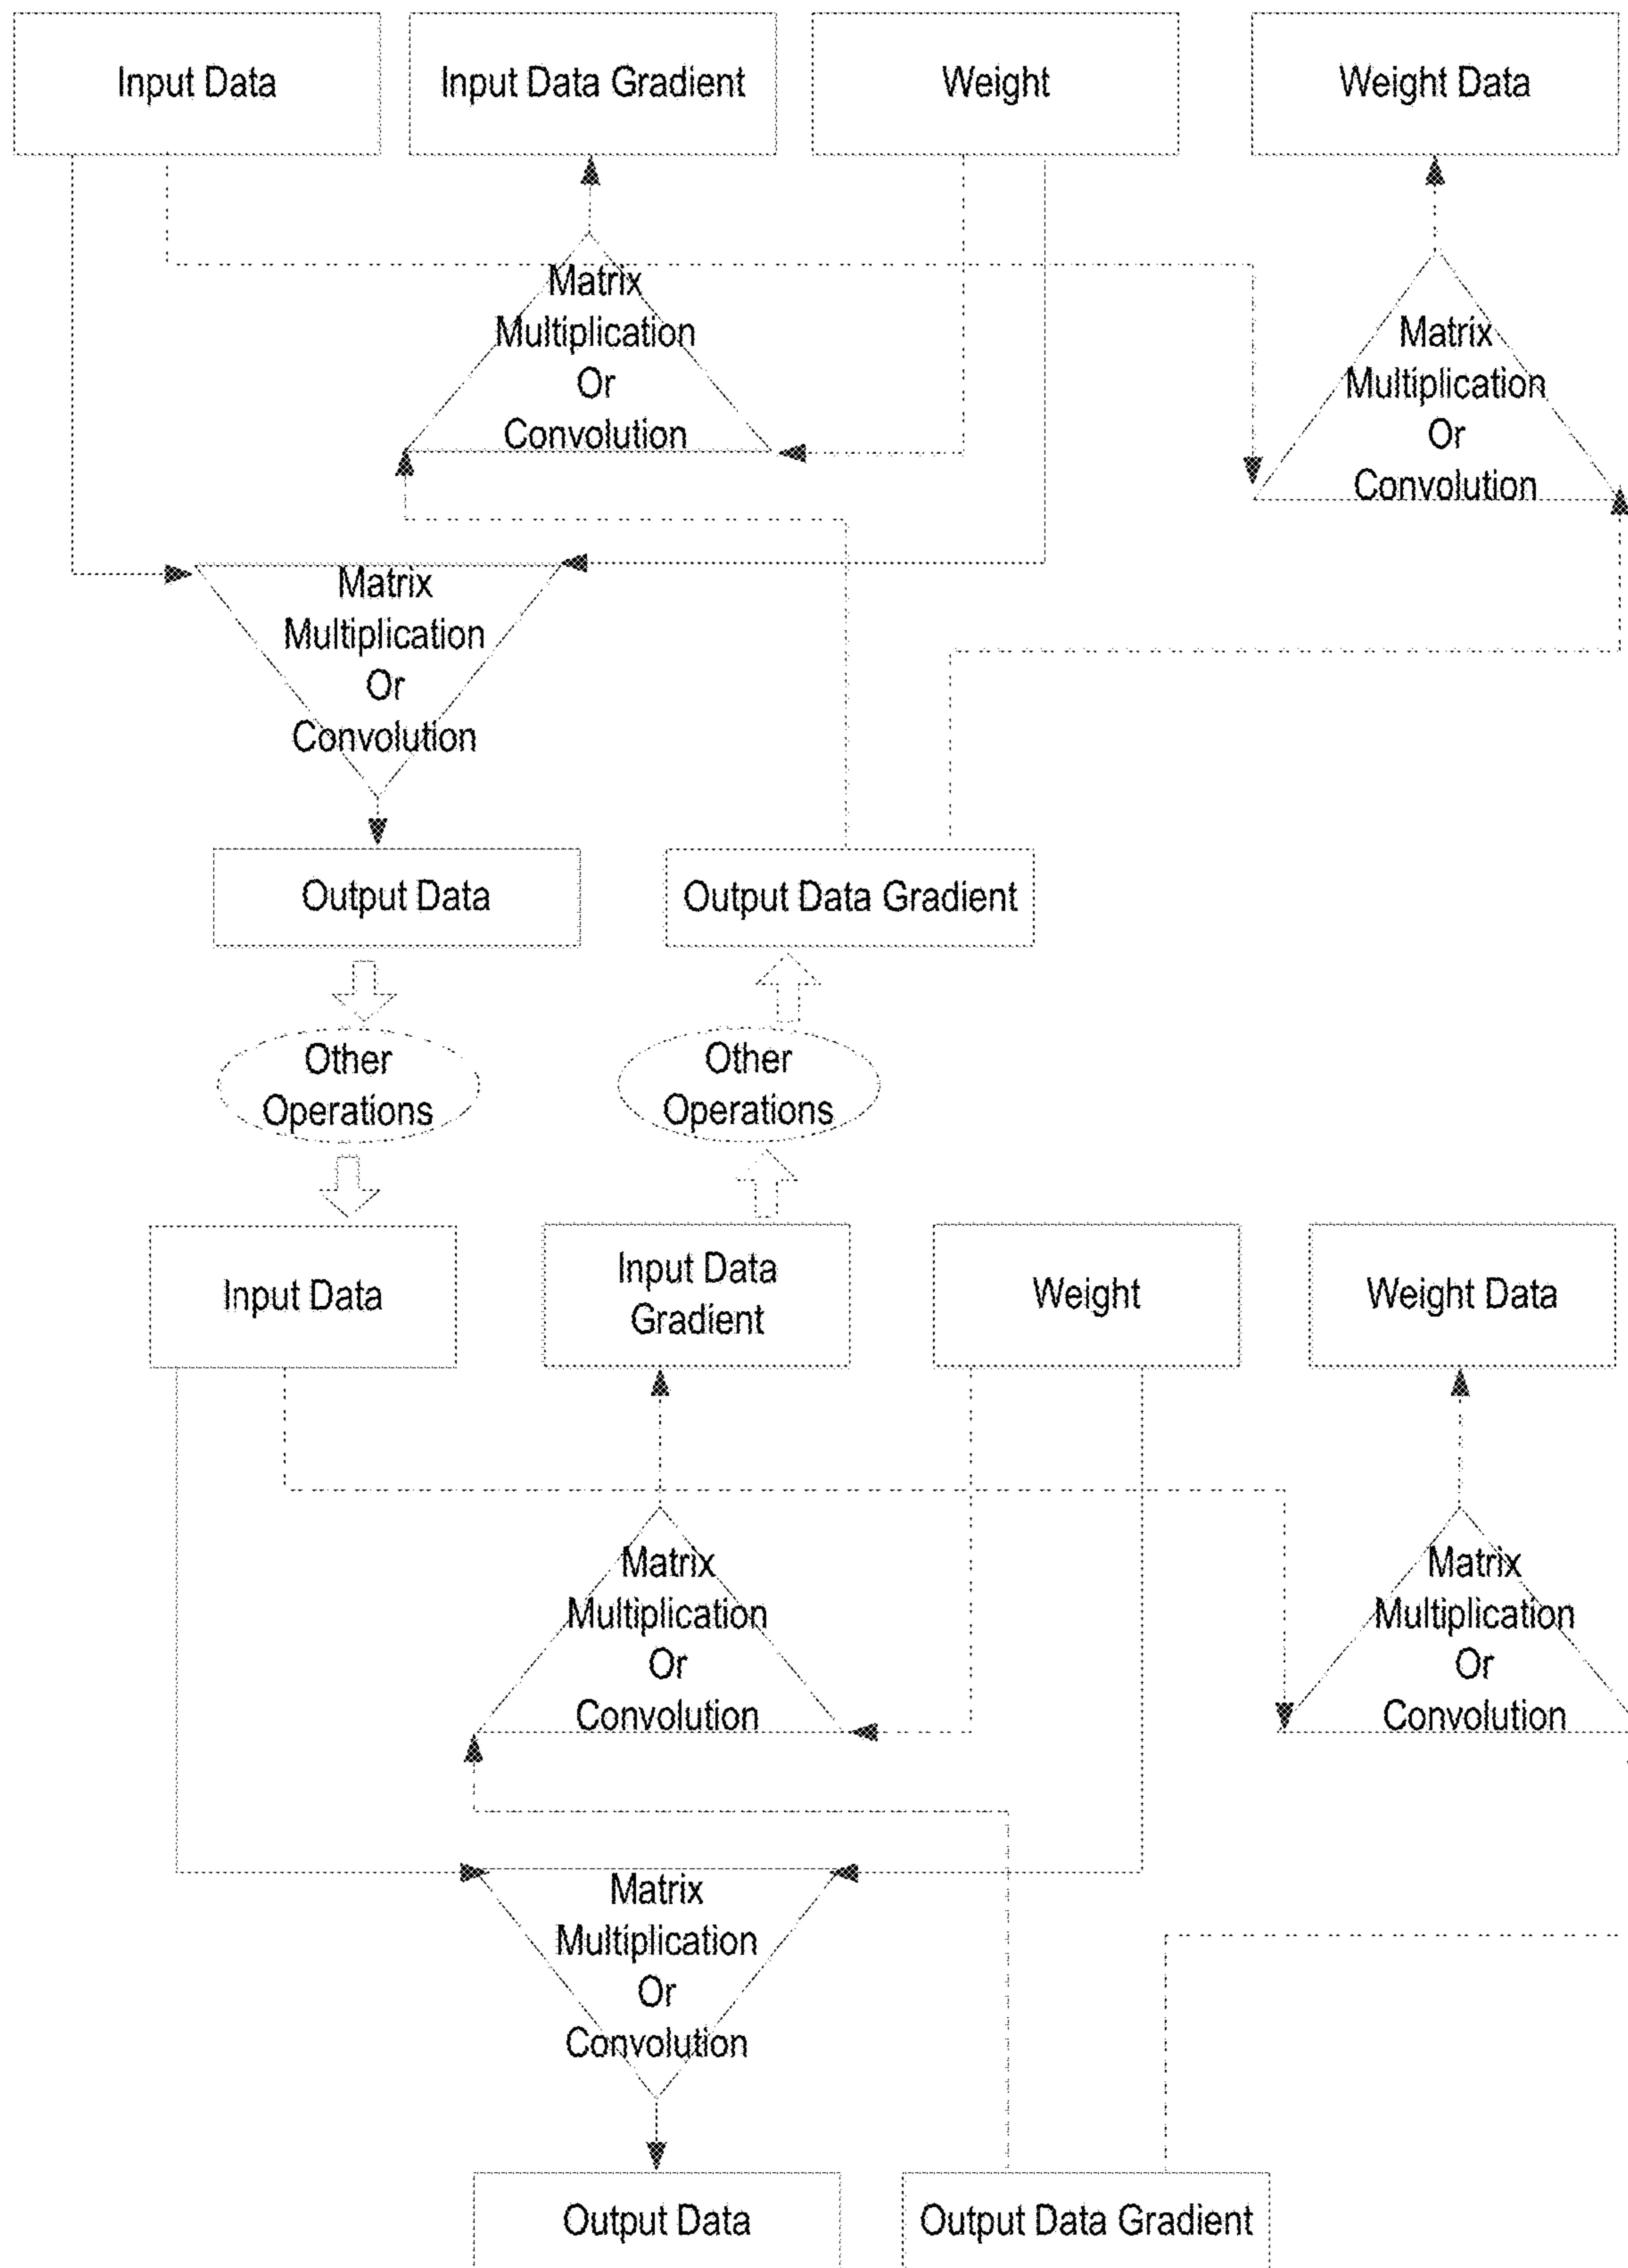 Input Data
Input Data Gradient
Weight
Weight Data
Matrix
Multiplication
Or
Convolution
Matrix
Multiplication
Or
Convolution
Matrix
Multiplication
Or
Convolution
Output Data
Output Data Gradient
Other
Operations
Other
Operations
Input Data
Input Data
Gradient
Weight
Weight Data
Matrix
Multiplication
Or
Convolution
Matrix
Multiplication
Or
Convolution
Matrix
Multiplication
Or
Convolution
Output Data
Output Data Gradient